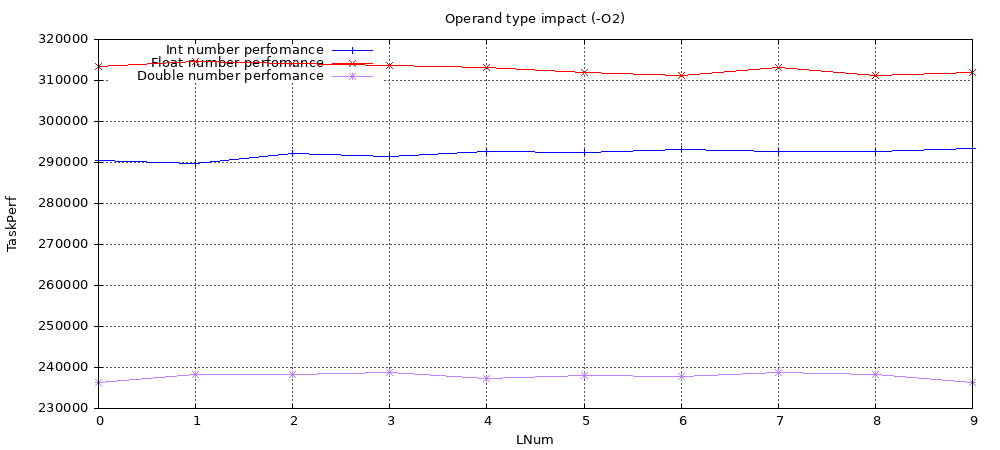 Operand type impact (-O2)
320000
310000
300000
290000
280000
270000
260000
250000
240000
230000
TaskPerf
Int number perfomance
Float number perfomance
Double number perfomance
0 1 2 3 4 5 6 7 8 9
LNum